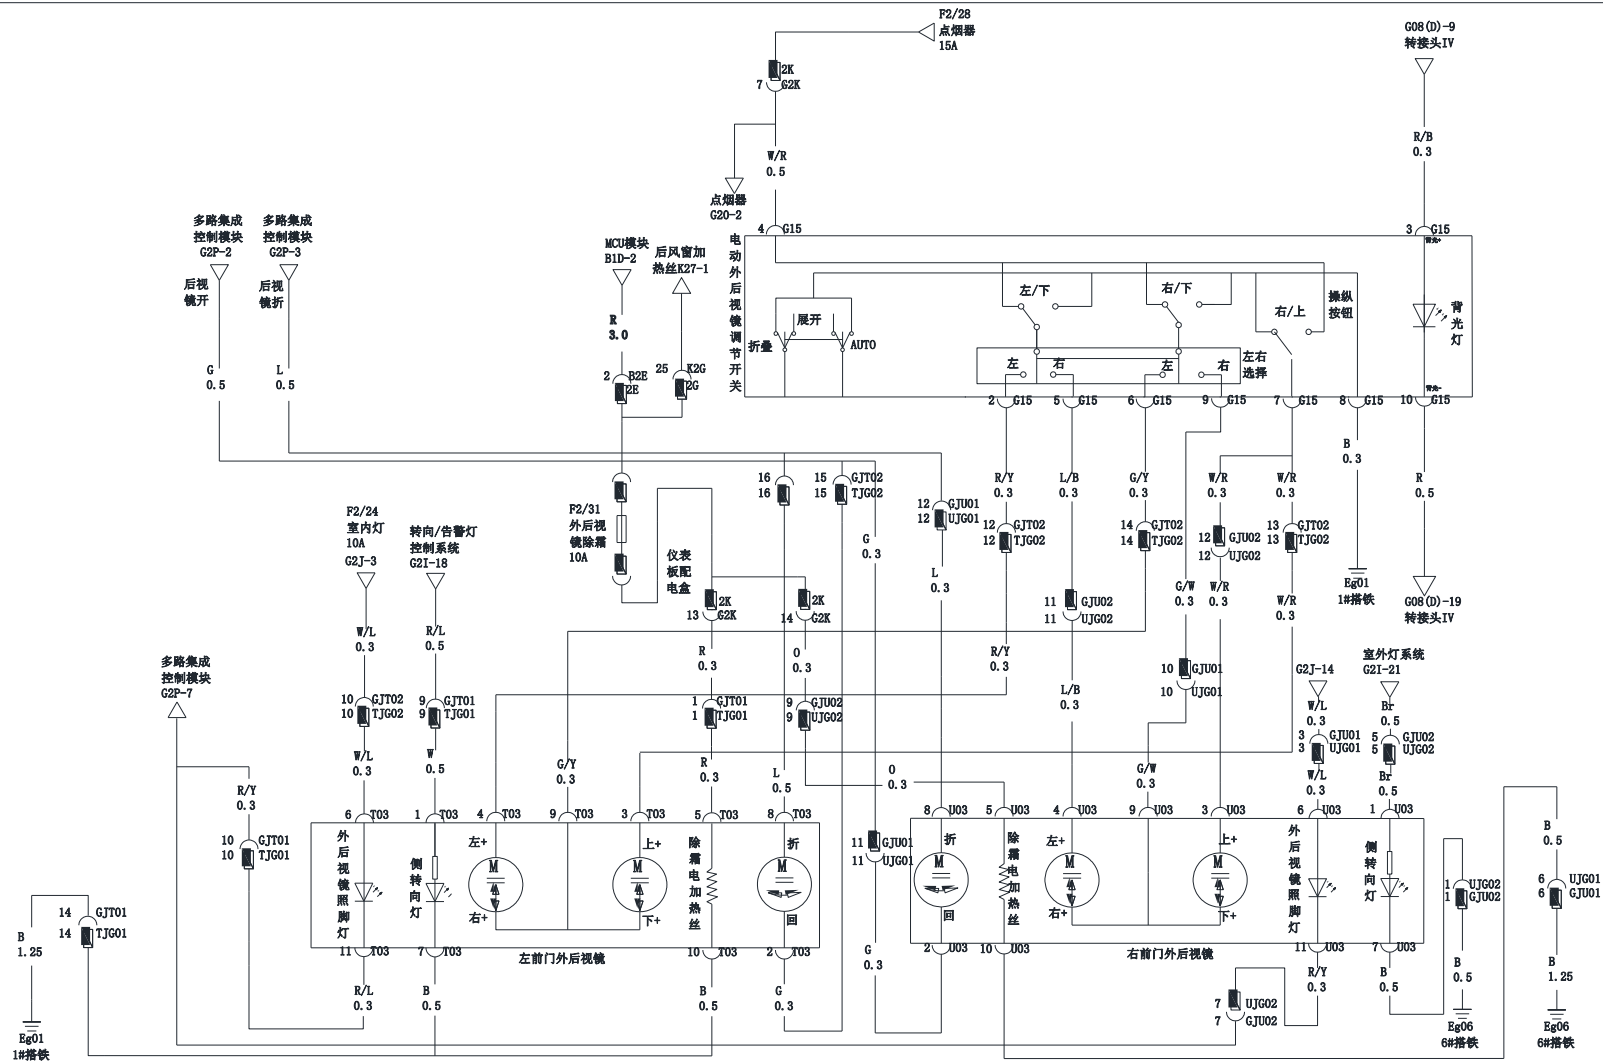 F2/28
点烟器
15A
G08(D)-9
转接头IV
2K
7 G2K
R/B
0.3
W/R
0.5
点烟器
G20-2
多路集成
控制模块
G2P-2
多路集成
控制模块
G2P-3
后视
镜开
后视
镜折
MCU模块
B1D-2
后风窗加
热丝K27-1
R
3.0
G
0.5
L
0.5
2 B2E
2E
25 K2G
2G
4 G15
3 G15
电动外后视镜调节开关
背光+
左/下
右/下
右/上
操纵
按钮
背光灯
展开
折叠
AUTO
左
右
左
右
左右
选择
背光-
2 G15
5 G15
6 G15
9 G15
7 G15
8 G15
10 G15
B
0.3
R/Y
0.3
L/B
0.3
G/Y
0.3
W/R
0.3
W/R
0.3
R
0.5
16
16
15 GJT02
15 TJG02
12 GJU01
12 UJG01
12 GJT02
12 TJG02
14 GJT02
14 TJG02
12 GJU02
12 UJG02
13 GJT02
13 TJG02
F2/31
外后视
镜除霜
10A
仪表
板配
电盒
F2/24
室内灯
10A
G2J-3
转向/告警灯
控制系统
G2I-18
G
0.3
L
0.3
G/W
0.3
W/R
0.3
W/R
0.3
Eg01
1#搭铁
G08(D)-19
转接头IV
2K
13 G2K
2K
14 G2K
11 GJU02
11 UJG02
W/L
0.3
R/L
0.5
R
0.3
O
0.3
R/Y
0.3
L/B
0.3
10 GJU01
10 UJG01
G2J-14
室外灯系统
G2I-21
多路集成
控制模块
G2P-7
W/L
0.3
Br
0.5
10 GJT02
10 TJG02
9 GJT01
9 TJG01
1 GJT01
1 TJG01
9 GJU02
9 UJG02
3 GJU01
3 UJG01
5 GJU02
5 UJG02
W/L
0.3
W
0.5
G/Y
0.3
R
0.3
L
0.5
O
0.3
G/W
0.3
W/L
0.3
Br
0.5
R/Y
0.3
6 T03
1 T03
4 T03
9 T03
3 T03
5 T03
8 T03
8 U03
5 U03
4 U03
9 U03
3 U03
6 U03
1 U03
B
0.5
10 GJT01
10 TJG01
外后视镜照脚灯
侧转向灯
左+
M
右+
上+
M
下+
除霜电加热丝
折
M
回
11 GJU01
11 UJG01
折
M
回
除霜电加热丝
左+
M
右+
上+
M
下+
外后视镜照脚灯
侧转向灯
1 UJG02
1 GJU02
6 UJG01
6 GJU01
14 GJT01
14 TJG01
B
1.25
11 T03
7 T03
左前门外后视镜
10 T03
2 T03
2 U03
10 U03
右前门外后视镜
11 U03
7 U03
G
0.3
R/L
0.3
B
0.5
B
0.5
G
0.3
R/Y
0.3
B
0.5
B
0.5
B
1.25
7 UJG02
7 GJU02
Eg01
1#搭铁
Eg06
6#搭铁
Eg06
6#搭铁